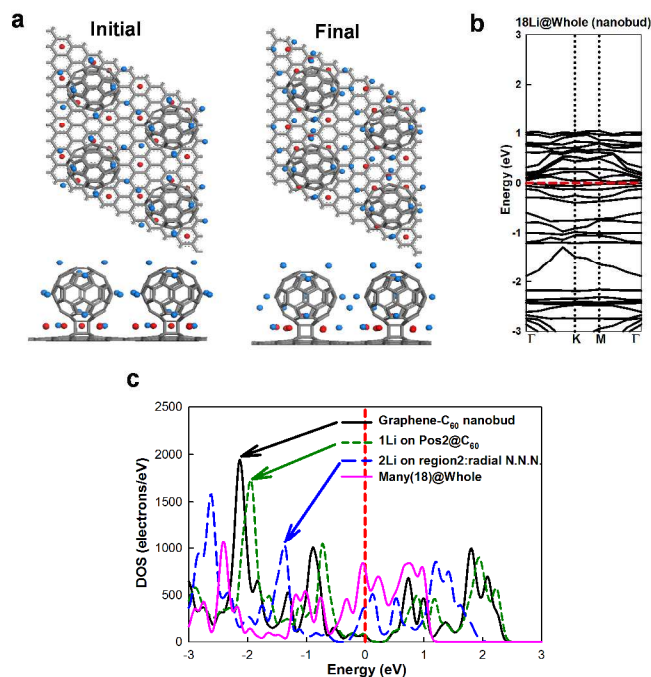 a
Initial
Final
b
18Li@Whole (nanobud)
3
2
1
0
-1
-2
-3
Energy (eV)
Γ
K
M
Γ
c
2500
2000
1500
1000
500
0
DOS (electrons/eV)
Graphene-C60 nanobud
1Li on Pos2@C60
2Li on region2:radial N.N.N.
Many(18)@Whole
-3 -2 -1 0 1 2 3
Energy (eV)